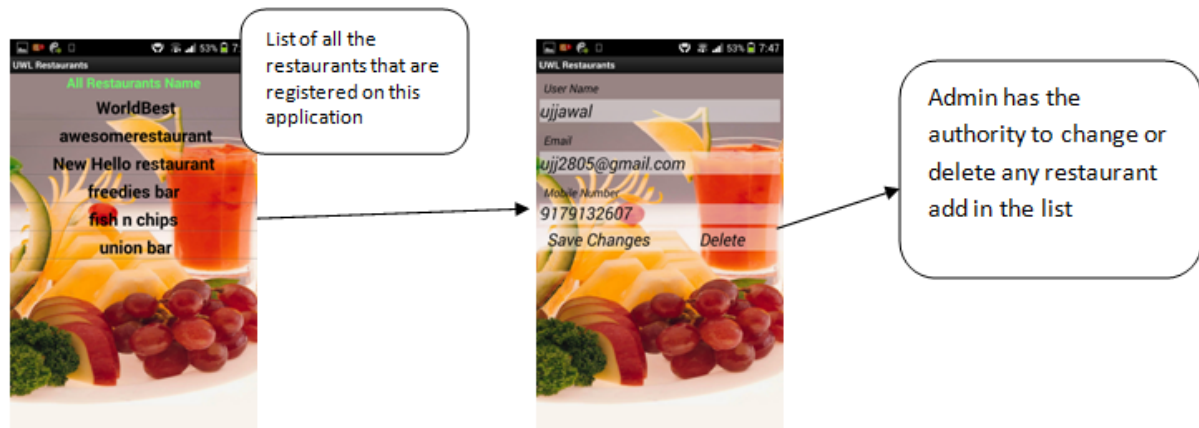 53% 7:
UWL Restaurants
All Restaurants Name
WorldBest
awesomerestaurant
New Hello restaurant
freedies bar
fish n chips
union bar
List of all the
restaurants that are
registered on this
application
53% 7:47
UWL Restaurants
User Name
ujjawal
Email
ujj2805@gmail.com
Mobile Number
9179132607
Save Changes Delete
Admin has the
authority to change or
delete any restaurant
add in the list